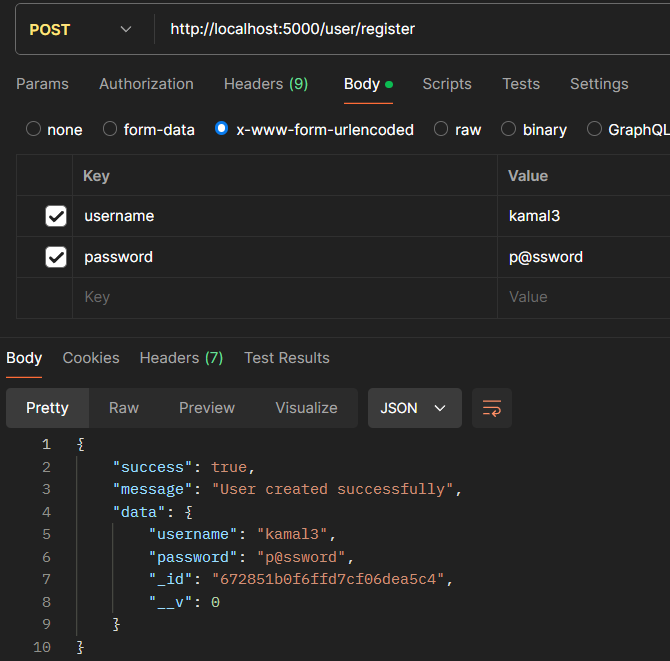 POST http://localhost:5000/user/register
Params Authorization Headers (9) Body Scripts Tests Settings
none form-data x-www-form-urlencoded raw binary GraphQL
Key Value
username kamal3
password p@ssword
Key Value
Body Cookies Headers (7) Test Results
Pretty Raw Preview Visualize JSON
1 {
2 "success": true,
3 "message": "User created successfully",
4 "data": {
5 "username": "kamal3",
6 "password": "p@ssword",
7 "_id": "672851b0f6ffd7cf06dea5c4",
8 "__v": 0
9 }
10 }